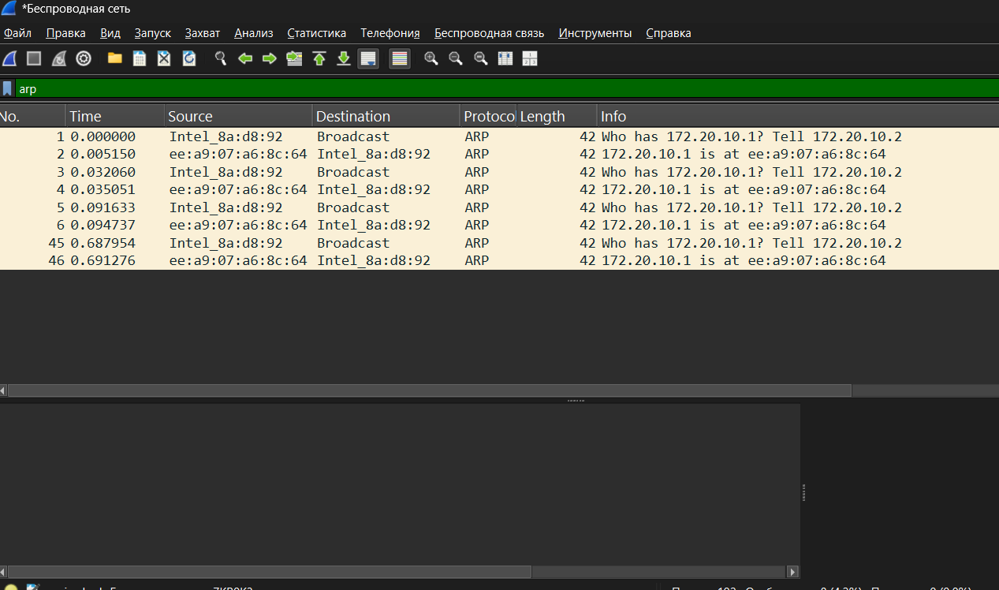 *Беспроводная сеть
Файл Правка Вид Запуск Захват Анализ Статистика Телефония Беспроводная связь Инструменты Справка
arp
No. Time Source Destination Protoco Length Info
1 0.000000 Intel_8a:d8:92 Broadcast ARP 42 Who has 172.20.10.1? Tell 172.20.10.2
2 0.005150 ee:a9:07:a6:8c:64 Intel_8a:d8:92 ARP 42 172.20.10.1 is at ee:a9:07:a6:8c:64
3 0.032060 Intel_8a:d8:92 Broadcast ARP 42 Who has 172.20.10.1? Tell 172.20.10.2
4 0.035051 ee:a9:07:a6:8c:64 Intel_8a:d8:92 ARP 42 172.20.10.1 is at ee:a9:07:a6:8c:64
5 0.091633 Intel_8a:d8:92 Broadcast ARP 42 Who has 172.20.10.1? Tell 172.20.10.2
6 0.094737 ee:a9:07:a6:8c:64 Intel_8a:d8:92 ARP 42 172.20.10.1 is at ee:a9:07:a6:8c:64
45 0.687954 Intel_8a:d8:92 Broadcast ARP 42 Who has 172.20.10.1? Tell 172.20.10.2
46 0.691276 ee:a9:07:a6:8c:64 Intel_8a:d8:92 ARP 42 172.20.10.1 is at ee:a9:07:a6:8c:64